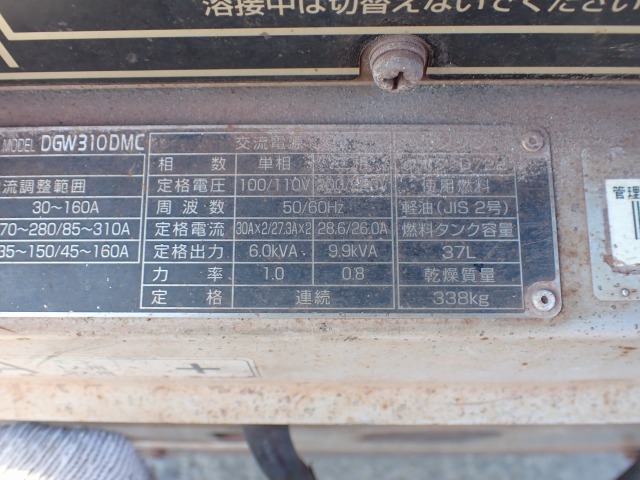 溶接中は切替えないでください
MODEL DGW310DMC 交流電源
相数 単相
流調整範囲 定格電圧 100/110V 使用燃料
30~160A 周波数 50/60Hz 軽油(JIS 2号)
70~280/85~310A 定格電流 30A×2/27.3A×2 28.6/26.0A 燃料タンク容量
35~150/45~160A 定格出力 6.0kVA 9.9kVA 37L
力率 1.0 0.8 乾燥質量
定格 連続 338kg
管理
+